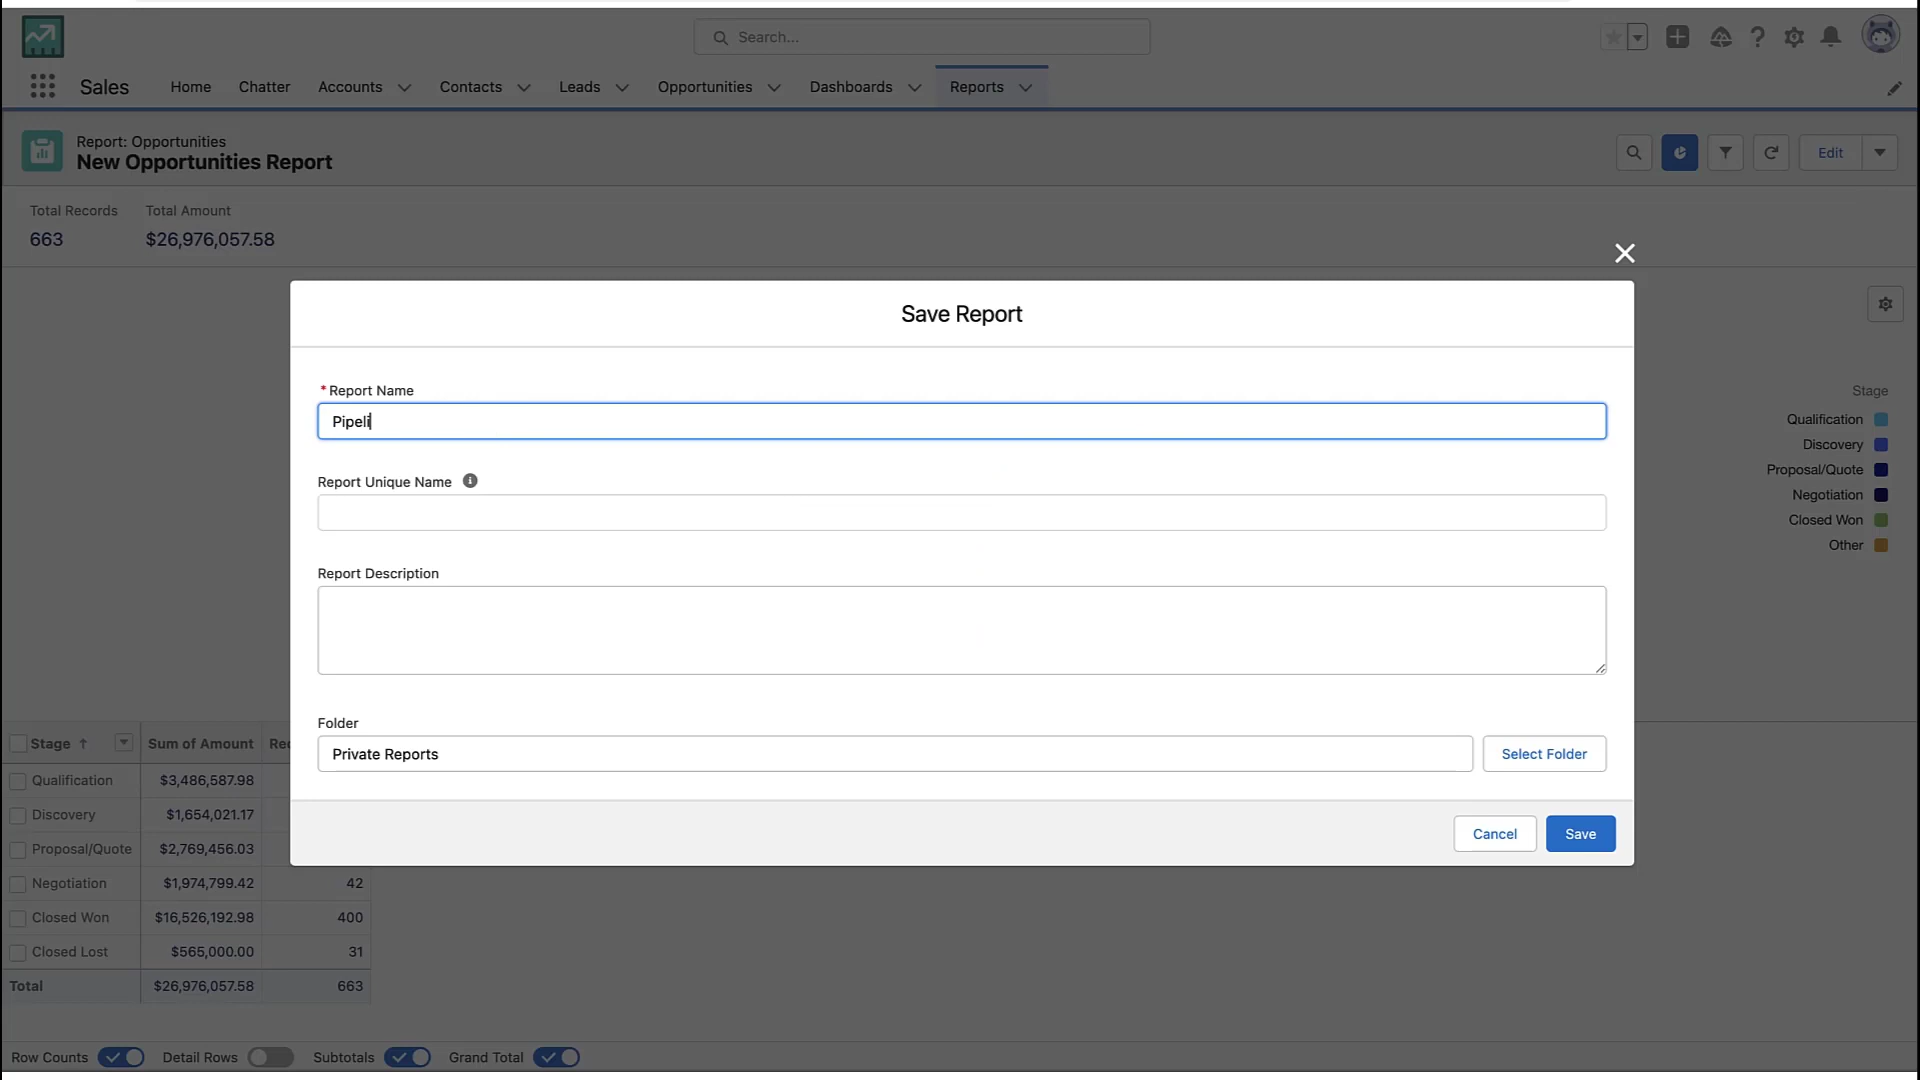 Search...
Sales Home Chatter Accounts Contacts Leads Opportunities Dashboards Reports
Report: Opportunities
New Opportunities Report
Edit
Total Records Total Amount
663 $26,976,057.58
Save Report
*Report Name
Pipeli
Report Unique Name
Report Description
Folder
Private Reports
Select Folder
Cancel Save
Stage
Qualification
Discovery
Proposal/Quote
Negotiation
Closed Won
Other
Stage ↑ Sum of Amount Rec
Qualification $3,486,587.98
Discovery $1,654,021.17
Proposal/Quote $2,769,456.03
Negotiation $1,974,799.42 42
Closed Won $16,526,192.98 400
Closed Lost $565,000.00 31
Total $26,976,057.58 663
Row Counts Detail Rows Subtotals Grand Total